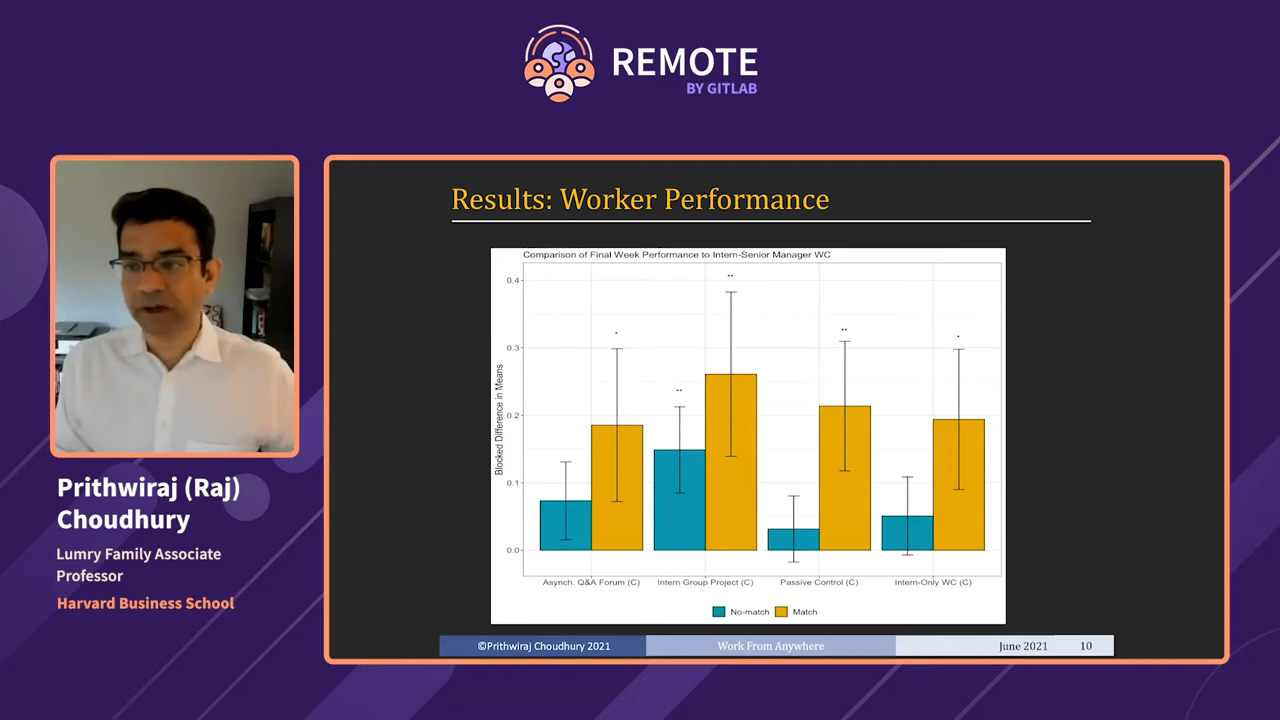 REMOTE
BY GITLAB
Prithwiraj (Raj)
Choudhury
Lumry Family Associate
Professor
Harvard Business School
Results: Worker Performance
Comparison of Final Week Performance to Intern-Senior Manager WC
Blocked Difference in Means
0.4
0.3
0.2
0.1
0.0
*
**
**
**
*
Asynch. Q&A Forum (C)
Intern Group Project (C)
Passive Control (C)
Intern-Only WC (C)
No-match
Match
©Prithwiraj Choudhury 2021
Work From Anywhere
June 2021
10